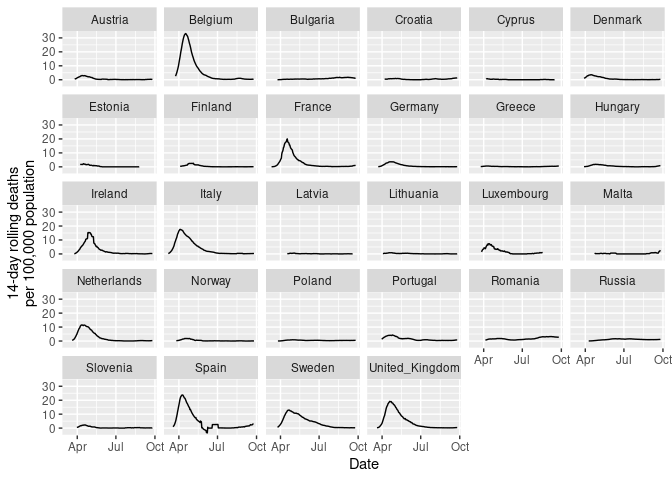 Austria Belgium Bulgaria Croatia Cyprus Denmark
30
20
10
0
Estonia Finland France Germany Greece Hungary
30
20
10
0
Ireland Italy Latvia Lithuania Luxembourg Malta
30
20
10
0
Netherlands Norway Poland Portugal Romania Russia
30
20
10
0
Apr Jul Oct Apr Jul Oct
Slovenia Spain Sweden United_Kingdom
30
20
10
0
Apr Jul Oct Apr Jul Oct Apr Jul Oct Apr Jul Oct
Date
14-day rolling deaths
per 100,000 population